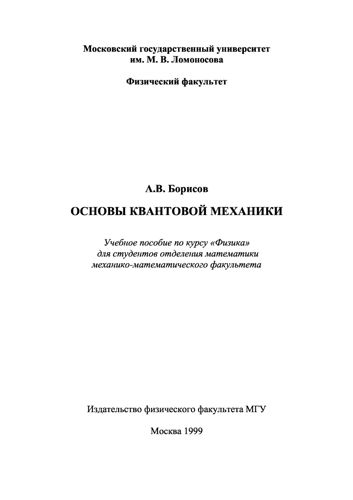 Московский государственный университет
им. М. В. Ломоносова
Физический факультет
А.В. Борисов
ОСНОВЫ КВАНТОВОЙ МЕХАНИКИ
Учебное пособие по курсу «Физика»
для студентов отделения математики
механико-математического факультета
Издательство физического факультета МГУ
Москва 1999